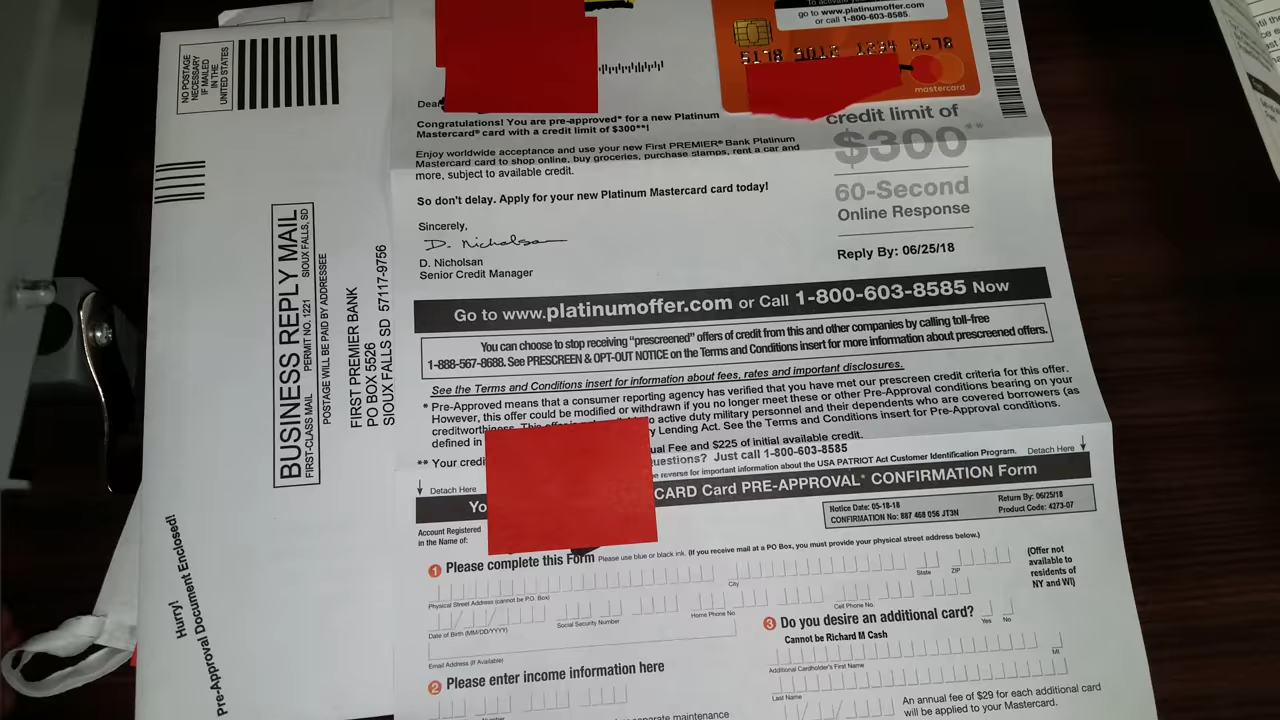 NO POSTAGE
NECESSARY
IF MAILED
IN THE
UNITED STATES
BUSINESS REPLY MAIL
FIRST-CLASS MAIL PERMIT NO. 1221 SIOUX FALLS, SD
POSTAGE WILL BE PAID BY ADDRESSEE
FIRST PREMIER BANK
PO BOX 5526
SIOUX FALLS SD 57117-9756
Hurry!
Pre-Approval Document Enclosed!
go to www.platinumoffer.com
or call 1-800-603-8585.
5178 9012 1234 5678
mastercard
Dear
Congratulations! You are pre-approved* for a new Platinum
Mastercard® card with a credit limit of $300**!
Enjoy worldwide acceptance and use your new First PREMIER® Bank Platinum
Mastercard card to shop online, buy groceries, purchase stamps, rent a car and
more, subject to available credit.
So don't delay. Apply for your new Platinum Mastercard card today!
Sincerely,
D. Nicholsan
D. Nicholsan
Senior Credit Manager
credit limit of
$300**
60-Second
Online Response
Reply By: 06/25/18
Go to www.platinumoffer.com or Call 1-800-603-8585 Now
You can choose to stop receiving "prescreened" offers of credit from this and other companies by calling toll-free
1-888-567-8688. See PRESCREEN & OPT-OUT NOTICE on the Terms and Conditions insert for more information about prescreened offers.
See the Terms and Conditions insert for information about fees, rates and important disclosures.
* Pre-Approved means that a consumer reporting agency has verified that you have met our prescreen credit criteria for this offer.
However, this offer could be modified or withdrawn if you no longer meet these or other Pre-Approval conditions bearing on your
creditworthiness. This offer is to active duty military personnel and their dependents who are covered borrowers (as
defined in y Lending Act. See the Terms and Conditions insert for Pre-Approval conditions.
** Your credi ual Fee and $225 of initial available credit.
uestions? Just call 1-800-603-8585
e reverse for important information about the USA PATRIOT Act Customer Identification Program.
Detach Here
Detach Here
Yo CARD Card PRE-APPROVAL* CONFIRMATION Form
Account Registered
in the Name of:
Notice Date: 05-18-18
CONFIRMATION No: 887 468 056 JT3N
Return By: 06/25/18
Product Code: 4273-07
1 Please complete this Form Please use blue or black ink. (If you receive mail at a PO Box, you must provide your physical street address below.)
Physical Street Address (cannot be P.O. Box)
City
State
ZIP
(Offer not
available to
residents of
NY and WI)
Date of Birth (MM/DD/YYYY)
Social Security Number
Home Phone No.
Cell Phone No.
Email Address (If Available)
2 Please enter income information here
3 Do you desire an additional card?
Yes
No
Cannot be Richard M Cash
Additional Cardholder's First Name
MI
Last Name
An annual fee of $29 for each additional card
will be applied to your Mastercard.
maintenance